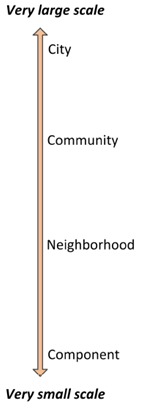 Very large scale
City
Community
Neighborhood
Component
Very small scale